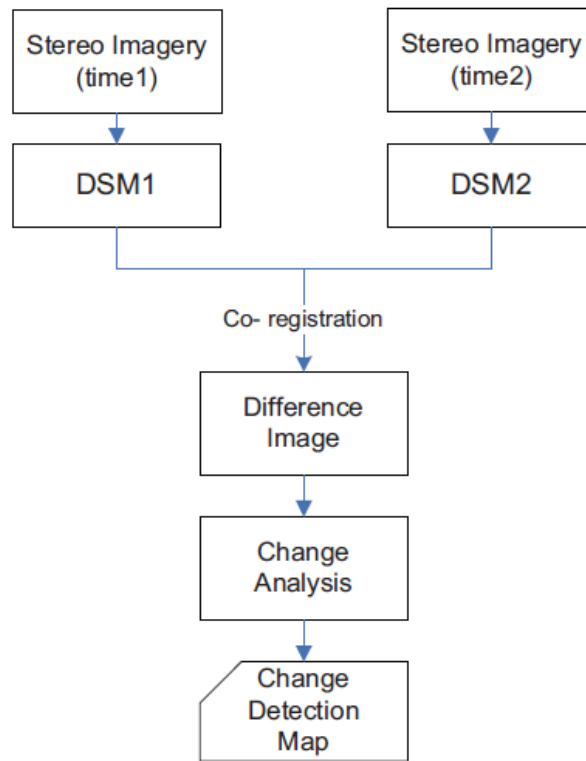 Stereo Imagery
(time1)
Stereo Imagery
(time2)
DSM1
DSM2
Co- registration
Difference
Image
Change
Analysis
Change
Detection
Map